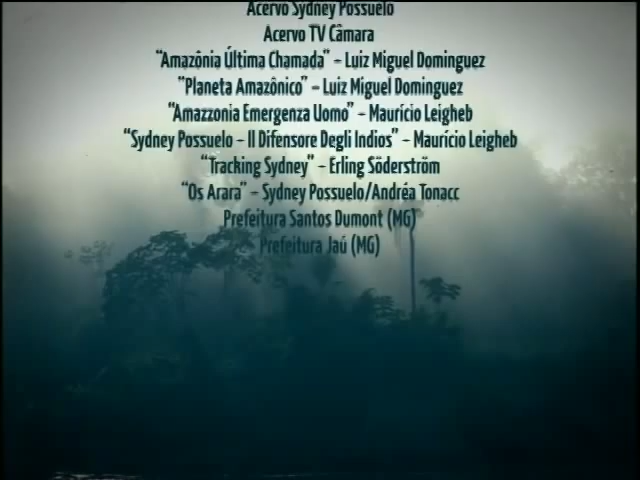 Acervo Sydney Possuelo
Acervo TV Câmara
“Amazônia Última Chamada” – Luiz Miguel Dominguez
”Planeta Amazônico” – Luiz Miguel Dominguez
“Amazzonia Emergenza Uomo” – Maurício Leigheb
“Sydney Possuelo – Il Difensore Degli Indios” – Maurício Leigheb
“Tracking Sydney” – Erling Söderström
“Os Arara” – Sydney Possuelo/Andréa Tonacc
Prefeitura Santos Dumont (MG)
Prefeitura Jaú (MG)